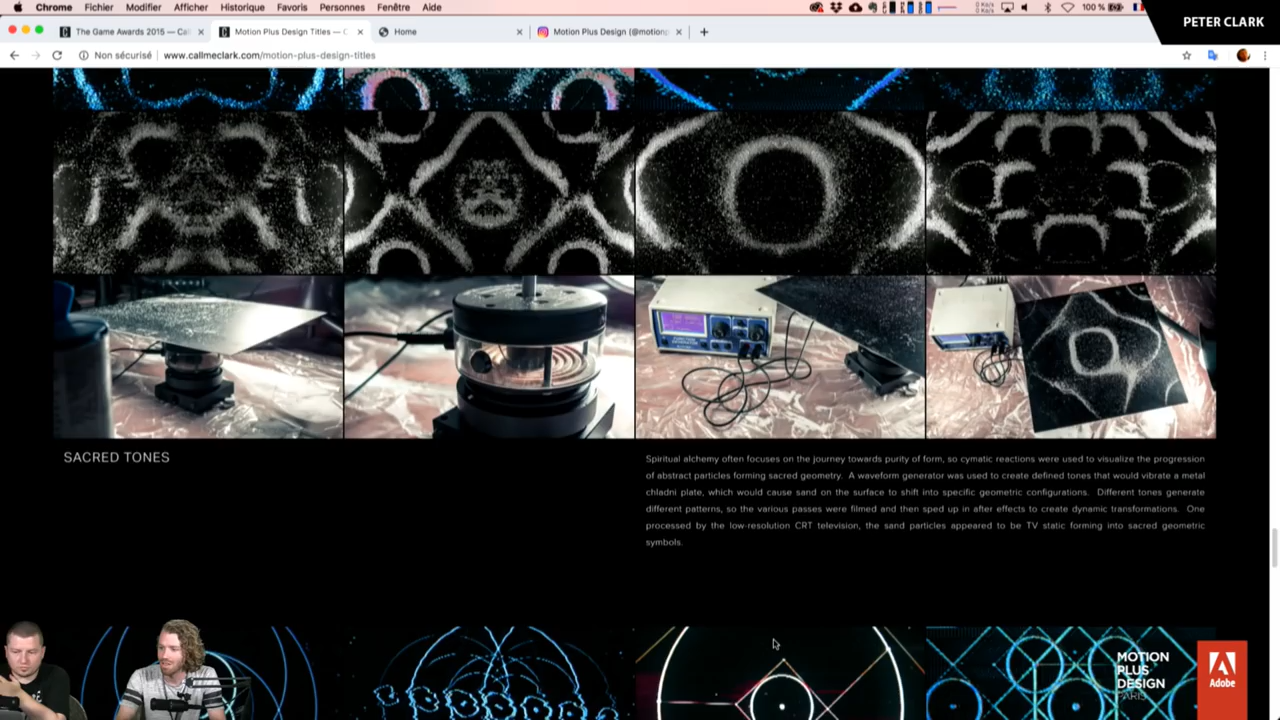 PETER CLARK
Chrome Fichier Modifier Afficher Historique Favoris Personnes Fenêtre Aide
100 %
The Game Awards 2015 — Ca
Motion Plus Design Titles — C
Home
Motion Plus Design (@motionp
Non sécurisé
www.callmeclark.com/motion-plus-design-titles
SACRED TONES
Spiritual alchemy often focuses on the journey towards purity of form, so cymatic reactions were used to visualize the progression
of abstract particles forming sacred geometry. A waveform generator was used to create defined tones that would vibrate a metal
chladni plate, which would cause sand on the surface to shift into specific geometric configurations. Different tones generate
different patterns, so the various passes were filmed and then sped up in after effects to create dynamic transformations. One
processed by the low-resolution CRT television, the sand particles appeared to be TV static forming into sacred geometric
symbols.
MOTION
PLUS
DESIGN
PARIS
Adobe